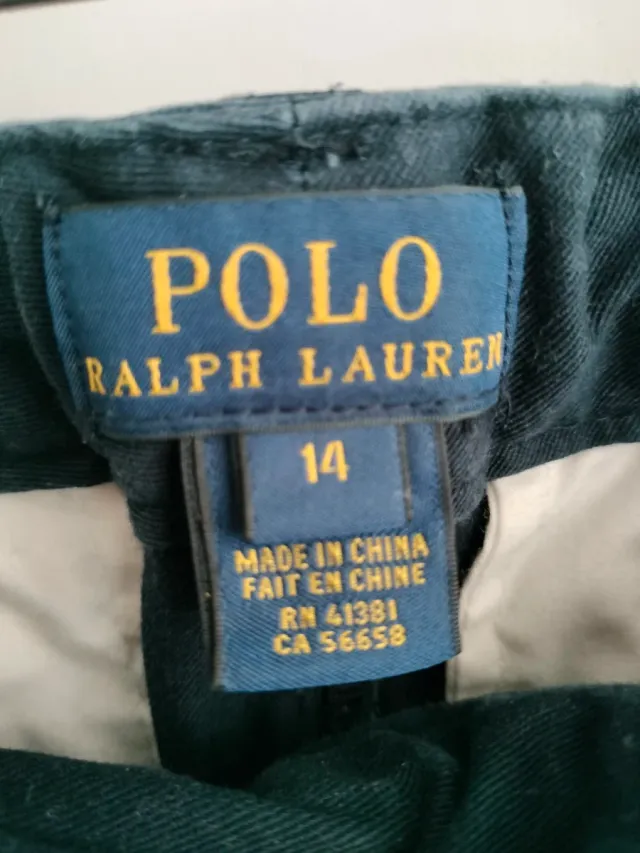 POLO
RALPH LAUREN
14
MADE IN CHINA
FAIT EN CHINE
RN 41381
CA 56658